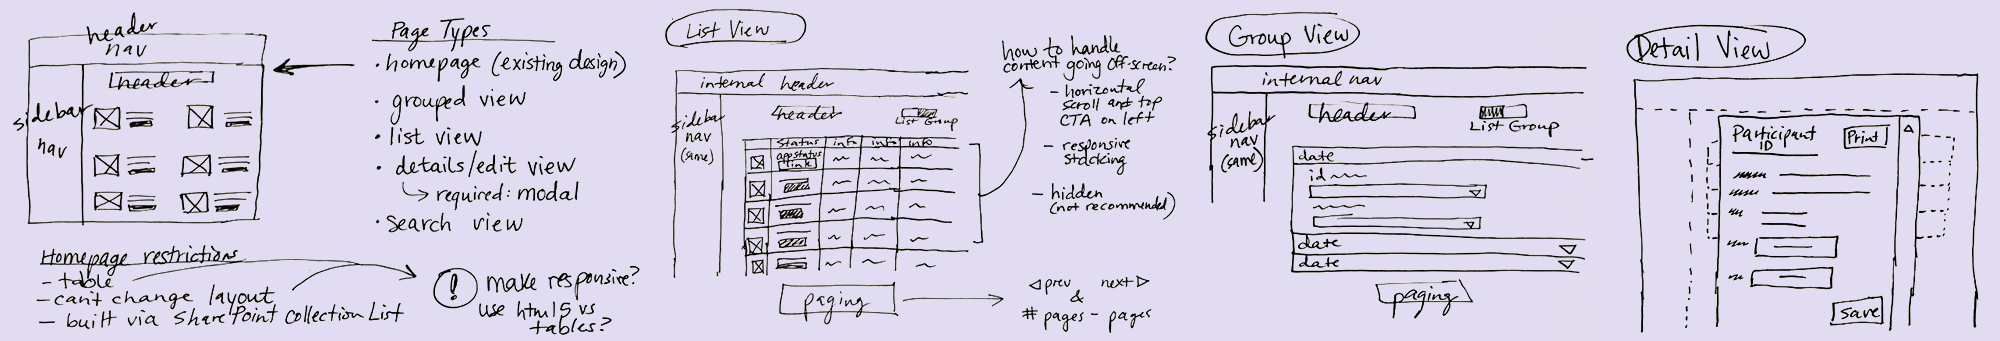 header
nav
header
sidebar
nav
Page Types
• homepage (existing design)
• grouped view
• list view
• details/edit view
↳ required: modal
• search view
Homepage restrictions
- table
- can't change layout
- built via SharePoint Collection List
! make responsive?
use html5 vs
tables?
List View
internal header
sidebar
nav
(same)
header
List Group
status info info info
app status
link
paging
how to handle
content going off-screen?
- horizontal
scroll and top
CTA on left
- responsive
stacking
- hidden
(not recommended)
◁ prev next ▷
&
# pages - pages
Group View
internal nav
sidebar
nav
(same)
header
List Group
date
id
date
date
paging
Detail View
Participant
ID
Print
Save